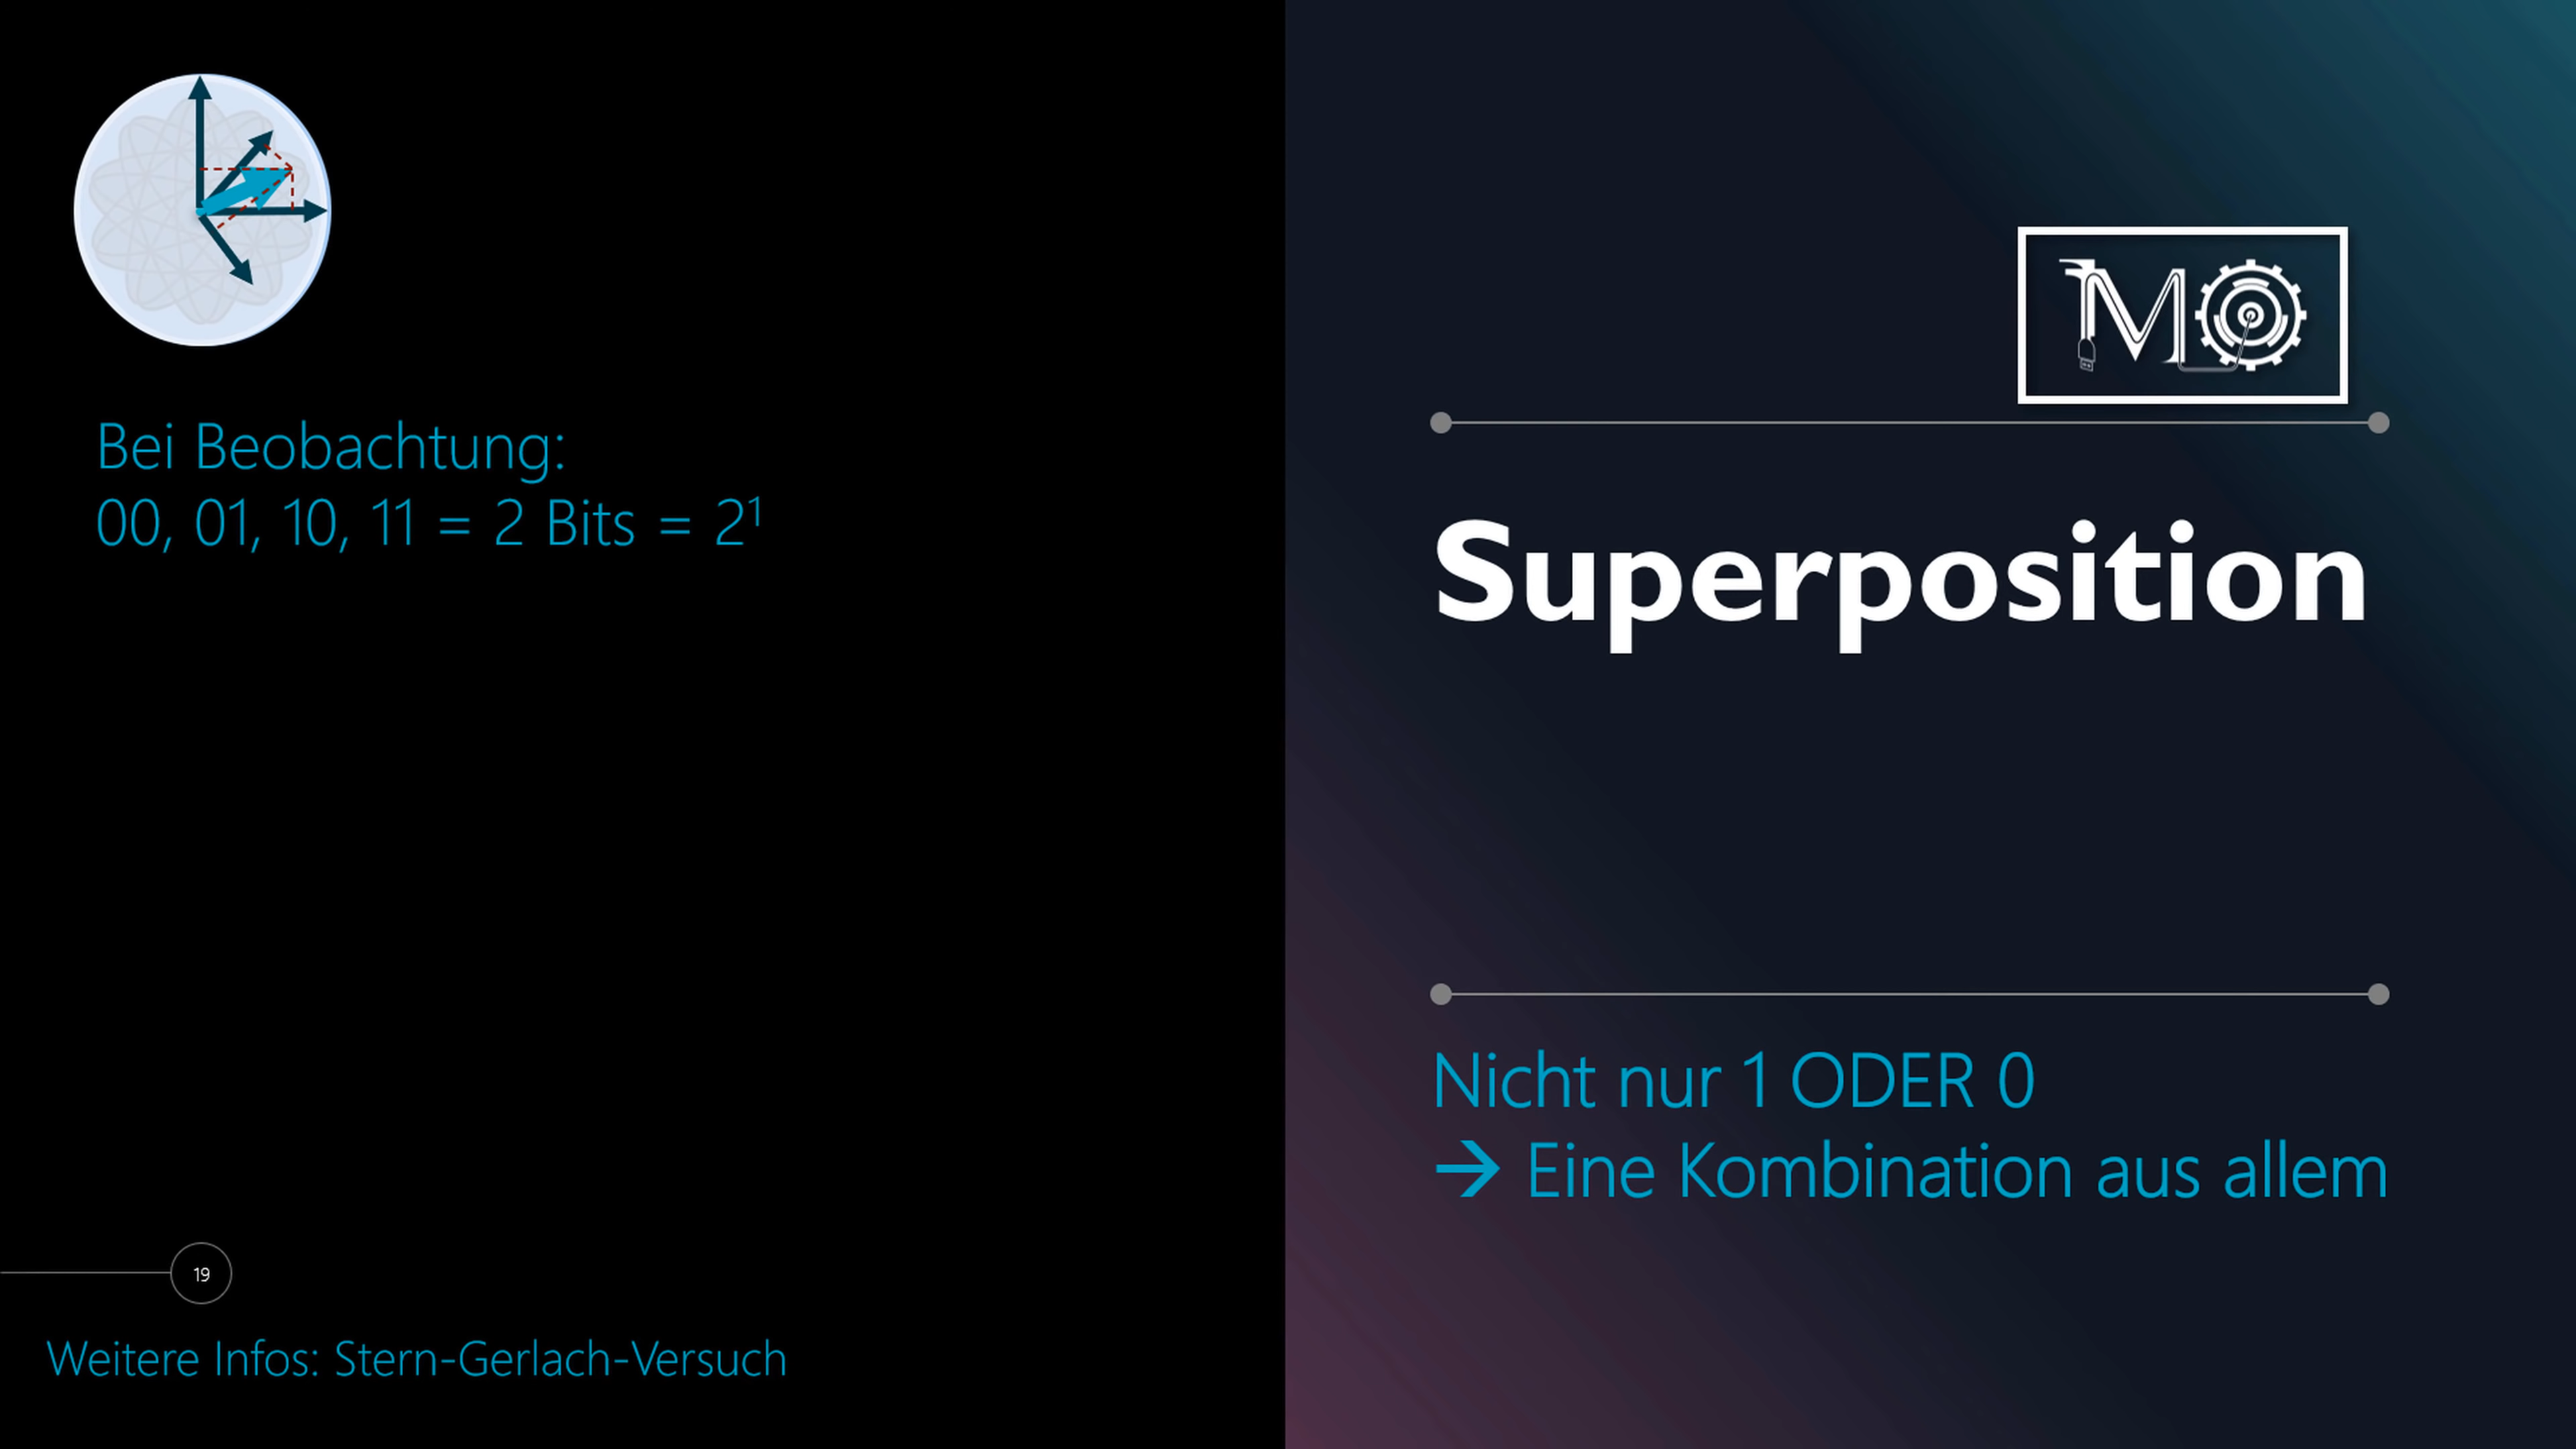 Bei Beobachtung:
00, 01, 10, 11 = 2 Bits = 2¹
19
Weitere Infos: Stern-Gerlach-Versuch
MO
Superposition
Nicht nur 1 ODER 0
→ Eine Kombination aus allem